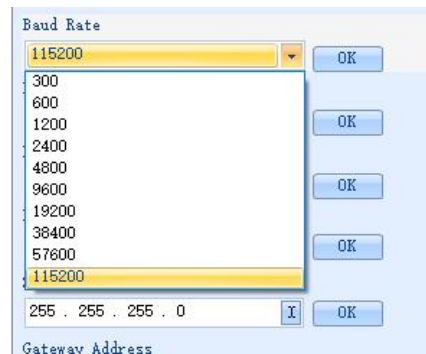 Baud Rate
115200 OK
300
600
1200 OK
2400
4800
9600 OK
19200
38400
57600 OK
115200
255 . 255 . 255 . 0 OK
Gateway Address